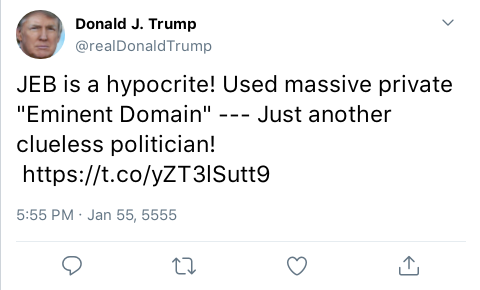 Donald J. Trump
@realDonaldTrump
JEB is a hypocrite! Used massive private
"Eminent Domain" --- Just another
clueless politician!
https://t.co/yZT3lSutt9
5:55 PM · Jan 55, 5555